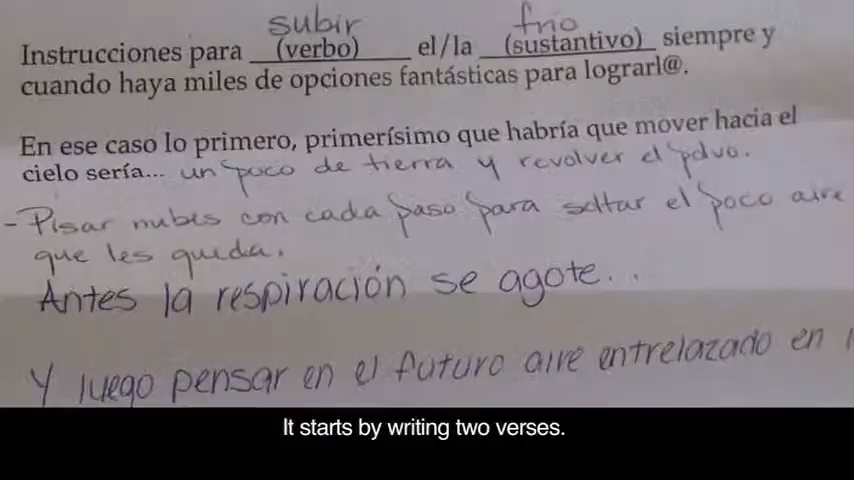 subir frio
Instrucciones para (verbo) el/la (sustantivo) siempre y
cuando haya miles de opciones fantásticas para lograrl@.
En ese caso lo primero, primerísimo que habría que mover hacia el
cielo sería... un poco de tierra y revolver el polvo.
- Pisar nubes con cada paso para soltar el poco aire
que les queda.
Antes la respiración se agote...
Y luego pensar en el futuro aire entrelazado en
It starts by writing two verses.